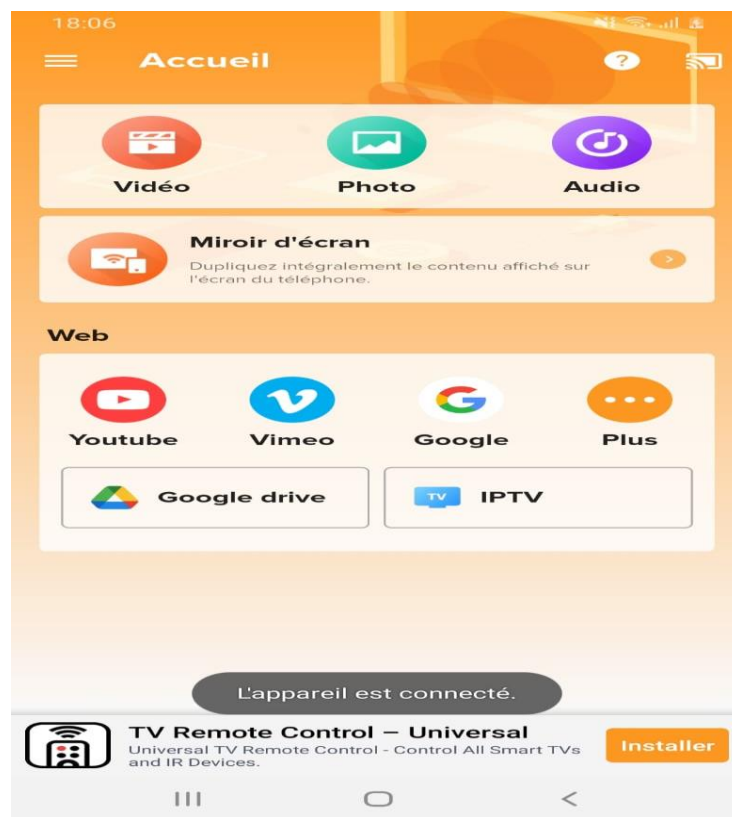 18:06
Accueil
?
Vidéo
Photo
Audio
Miroir d'écran
Dupliquez intégralement le contenu affiché sur
l'écran du téléphone.
Web
Youtube
Vimeo
Google
Plus
Google drive
TV
IPTV
L'appareil est connecté.
TV Remote Control – Universal
Universal TV Remote Control - Control All Smart TVs
and IR Devices.
Installer